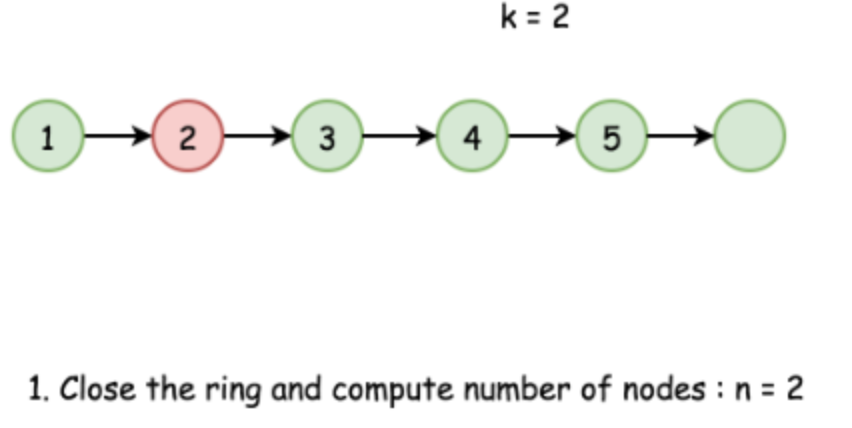 k = 2
1 2 3 4 5
1. Close the ring and compute number of nodes : n = 2